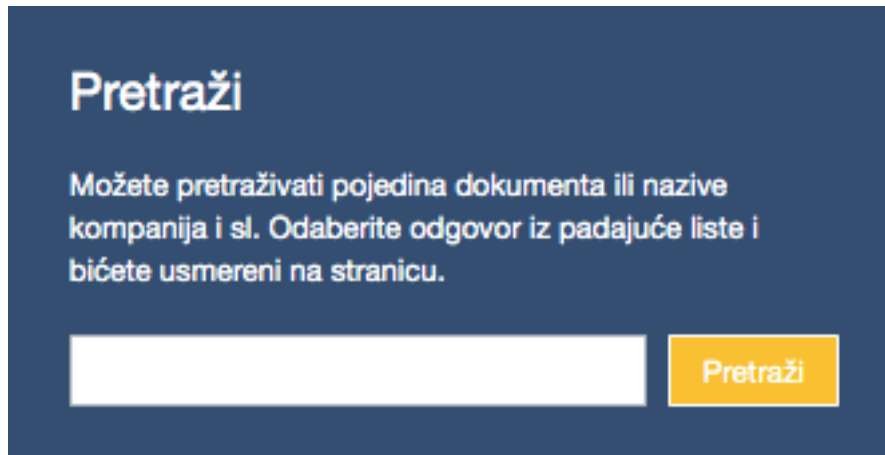 Pretraži
Možete pretraživati pojedina dokumenta ili nazive
kompanija i sl. Odaberite odgovor iz padajuće liste i
bićete usmereni na stranicu.
Pretraži